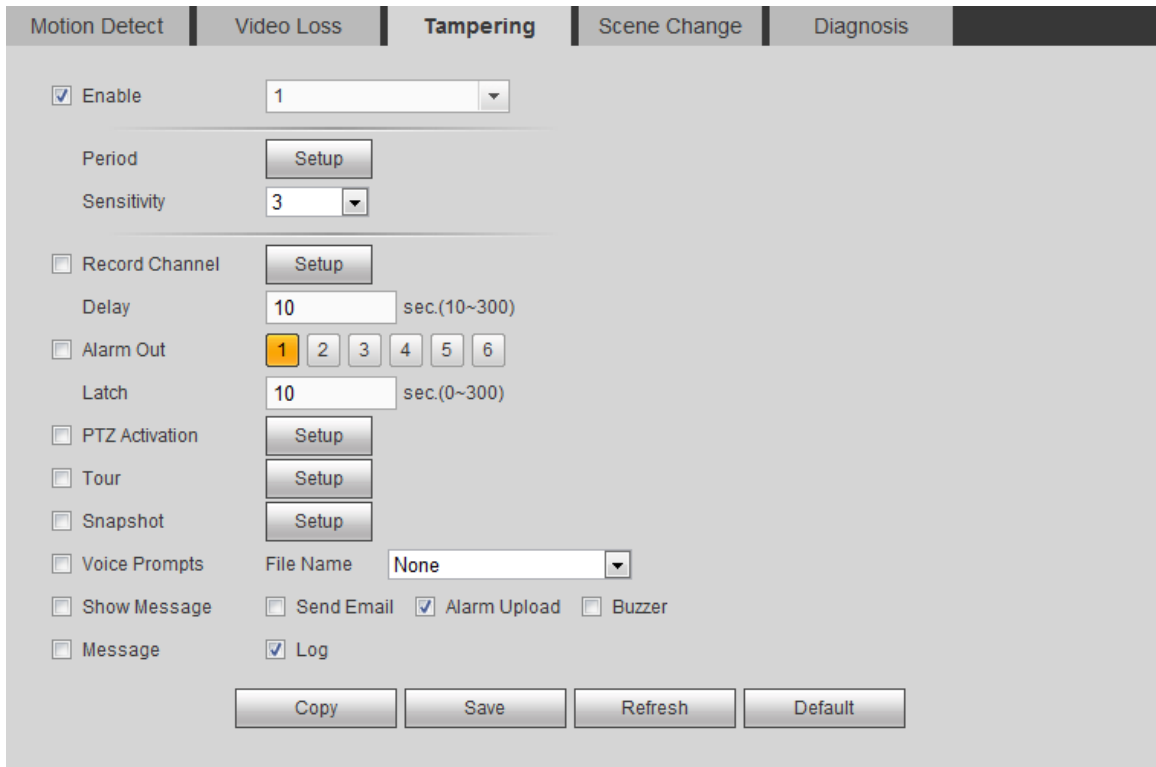 Motion Detect Video Loss Tampering Scene Change Diagnosis
Enable 1
Period Setup
Sensitivity 3
Record Channel Setup
Delay 10 sec.(10~300)
Alarm Out 1 2 3 4 5 6
Latch 10 sec.(0~300)
PTZ Activation Setup
Tour Setup
Snapshot Setup
Voice Prompts File Name None
Show Message Send Email Alarm Upload Buzzer
Message Log
Copy Save Refresh Default